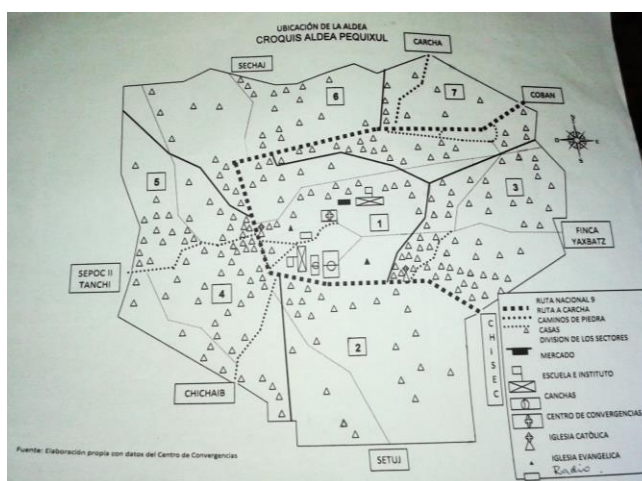 UBICACIÓN DE LA ALDEA
CROQUIS ALDEA PEQUIXUL
CARCHA
SECHAJ
7
6
COBAN
5
3
1
FINCA
YAXBATZ
SEPOC II
TANCHI
4
2
CHISEC
CHICHAIB
SETUJ
RUTA NACIONAL 9
RUTA A CARCHA
CAMINOS DE PIEDRA
CASAS
DIVISION DE LOS SECTORES
MERCADO
ESCUELA E INSTITUTO
CANCHAS
CENTRO DE CONVERGENCIAS
IGLESIA CATÒLICA
IGLESIA EVANGELICA
Radio.
Fuente: Elaboración propia con datos del Centro de Convergencias